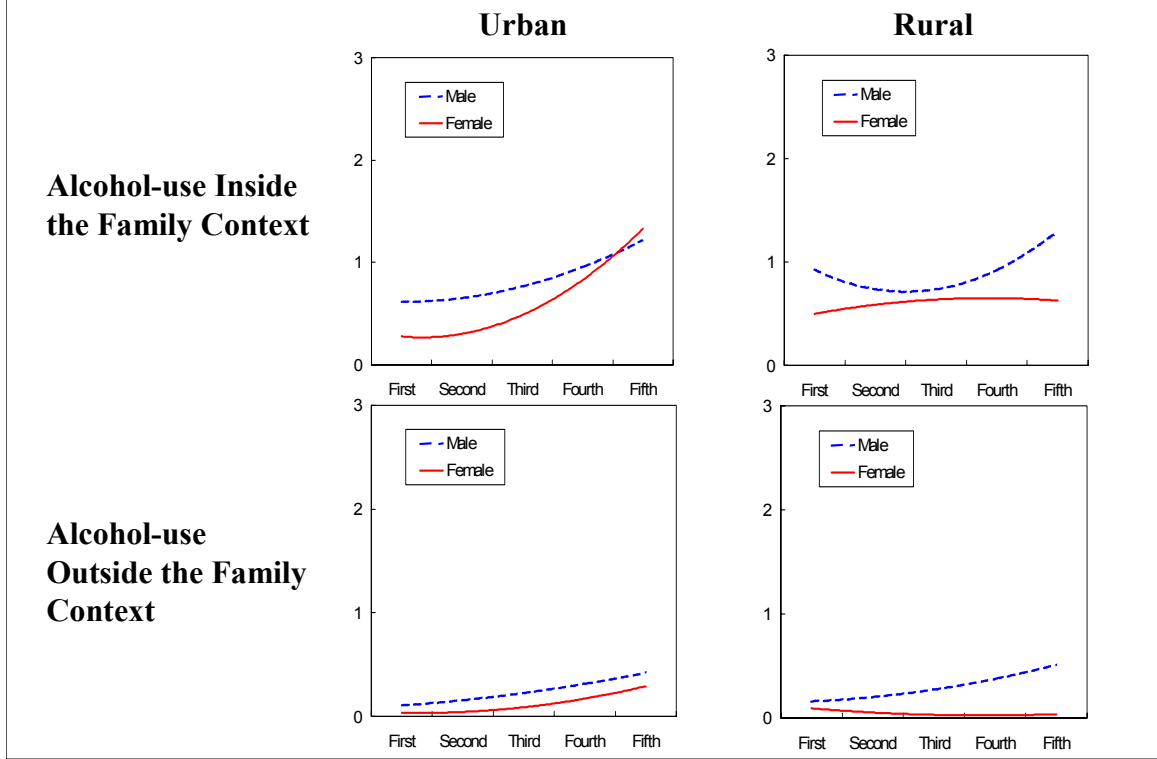 Urban
Rural
Alcohol-use Inside
the Family Context
3
2
1
0
Male
Female
First Second Third Fourth Fifth
3
2
1
0
Male
Female
First Second Third Fourth Fifth
Alcohol-use
Outside the Family
Context
3
2
1
0
Male
Female
First Second Third Fourth Fifth
3
2
1
0
Male
Female
First Second Third Fourth Fifth